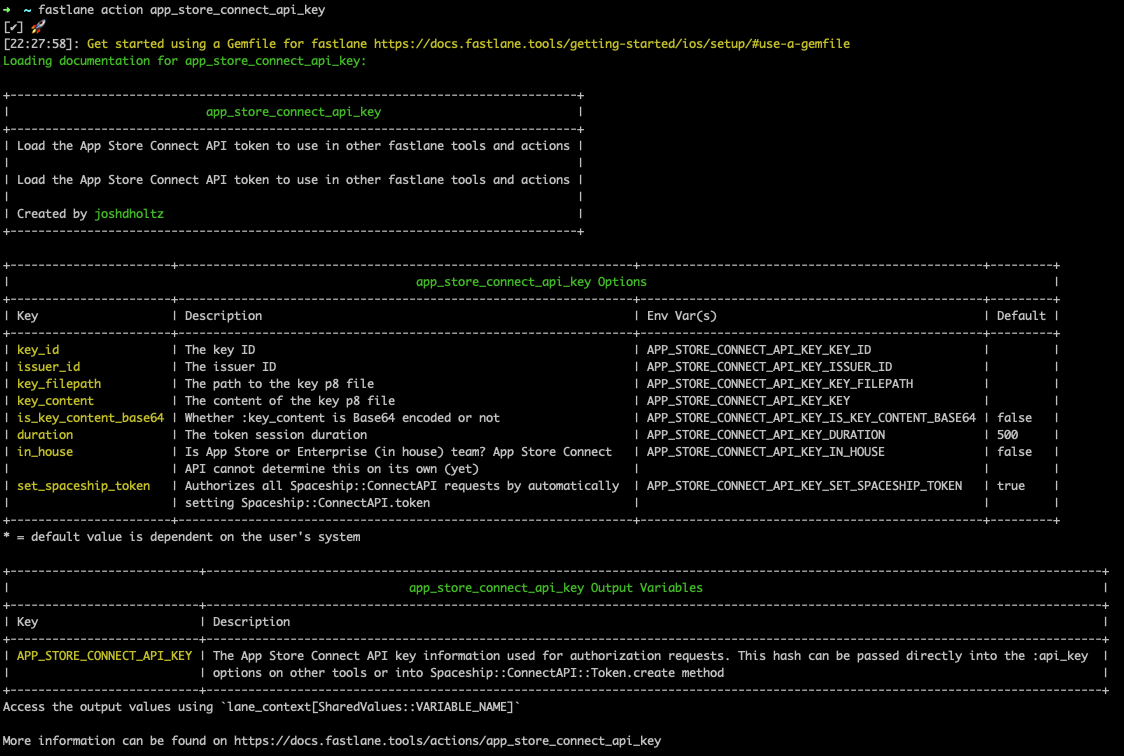 ➜ ~ fastlane action app_store_connect_api_key
[✔] 🚀
[22:27:58]: Get started using a Gemfile for fastlane https://docs.fastlane.tools/getting-started/ios/setup/#use-a-gemfile
Loading documentation for app_store_connect_api_key:
app_store_connect_api_key
Load the App Store Connect API token to use in other fastlane tools and actions
Load the App Store Connect API token to use in other fastlane tools and actions
Created by joshdholtz
app_store_connect_api_key Options
| Key | Description | Env Var(s) | Default |
| key_id | The key ID | APP_STORE_CONNECT_API_KEY_KEY_ID | |
| issuer_id | The issuer ID | APP_STORE_CONNECT_API_KEY_ISSUER_ID | |
| key_filepath | The path to the key p8 file | APP_STORE_CONNECT_API_KEY_KEY_FILEPATH | |
| key_content | The content of the key p8 file | APP_STORE_CONNECT_API_KEY_KEY | |
| is_key_content_base64 | Whether :key_content is Base64 encoded or not | APP_STORE_CONNECT_API_KEY_IS_KEY_CONTENT_BASE64 | false |
| duration | The token session duration | APP_STORE_CONNECT_API_KEY_DURATION | 500 |
| in_house | Is App Store or Enterprise (in house) team? App Store Connect | APP_STORE_CONNECT_API_KEY_IN_HOUSE | false |
| | API cannot determine this on its own (yet) | | |
| set_spaceship_token | Authorizes all Spaceship::ConnectAPI requests by automatically | APP_STORE_CONNECT_API_KEY_SET_SPACESHIP_TOKEN | true |
| | setting Spaceship::ConnectAPI.token | | |
* = default value is dependent on the user's system
app_store_connect_api_key Output Variables
| Key | Description |
| APP_STORE_CONNECT_API_KEY | The App Store Connect API key information used for authorization requests. This hash can be passed directly into the :api_key |
| | options on other tools or into Spaceship::ConnectAPI::Token.create method |
Access the output values using `lane_context[SharedValues::VARIABLE_NAME]`
More information can be found on https://docs.fastlane.tools/actions/app_store_connect_api_key